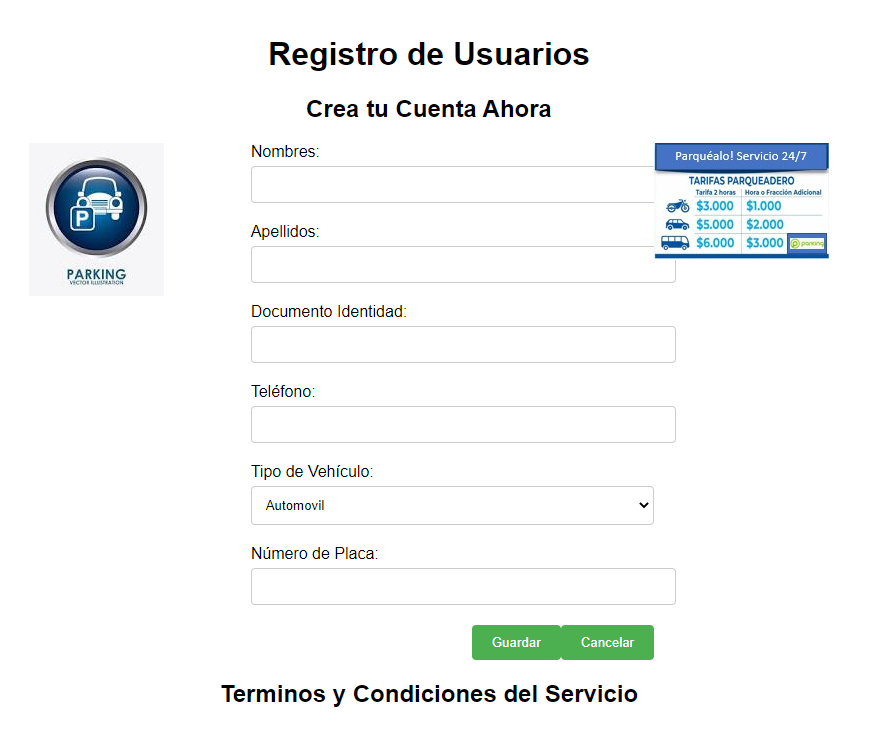 Registro de Usuarios
Crea tu Cuenta Ahora
P
PARKING
VECTOR ILLUSTRATION
Nombres:
Apellidos:
Documento Identidad:
Teléfono:
Tipo de Vehículo:
Automovil
Número de Placa:
Guardar Cancelar
Parquéalo! Servicio 24/7
TARIFAS PARQUEADERO
Tarifa 2 horas Hora o Fracción Adicional
$3.000 $1.000
$5.000 $2.000
$6.000 $3.000
Terminos y Condiciones del Servicio